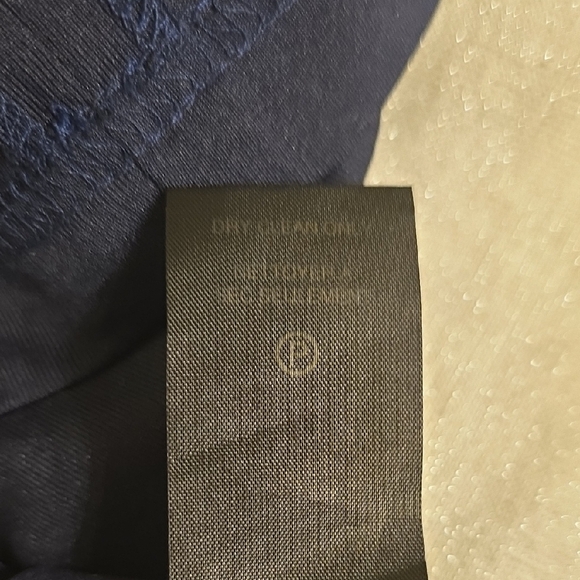 DRY CLEAN ONLY
NETTOYER A
SEC SEULEMENT
P